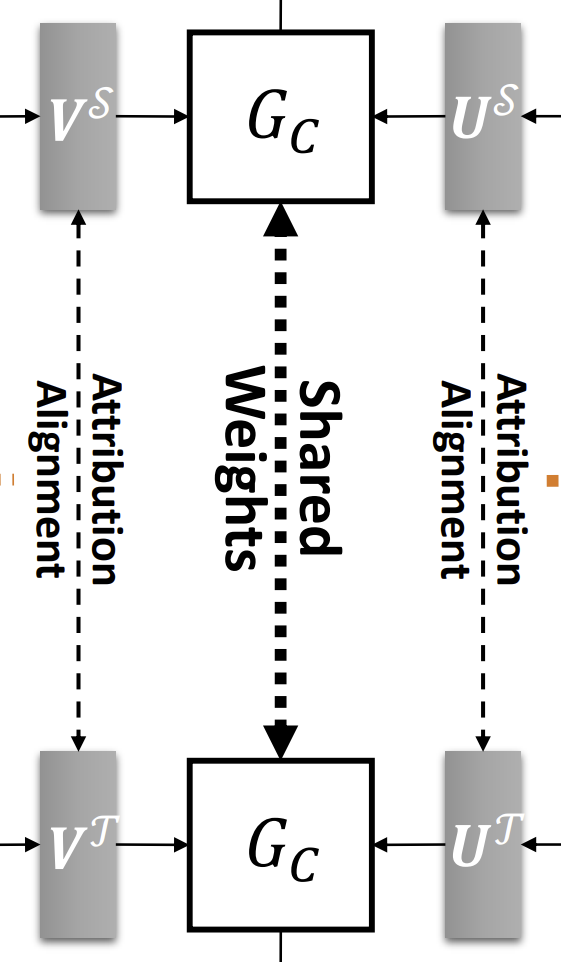 V^S
G_C
U^S
Attribution
Alignment
Shared
Weights
Attribution
Alignment
V^T
G_C
U^T